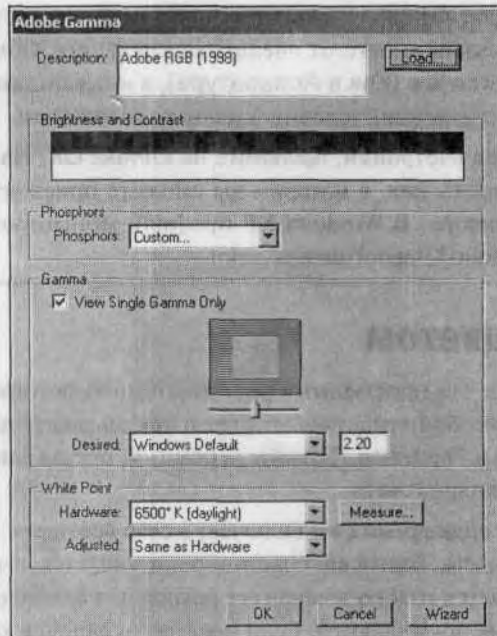 Adobe Gamma
Description: Adobe RGB (1998)
Load...
Brightness and Contrast
Phosphors
Phosphors: Custom...
Gamma
View Single Gamma Only
Desired: Windows Default 2.20
White Point
Hardware: 6500° K (daylight) Measure...
Adjusted: Same as Hardware
OK Cancel Wizard